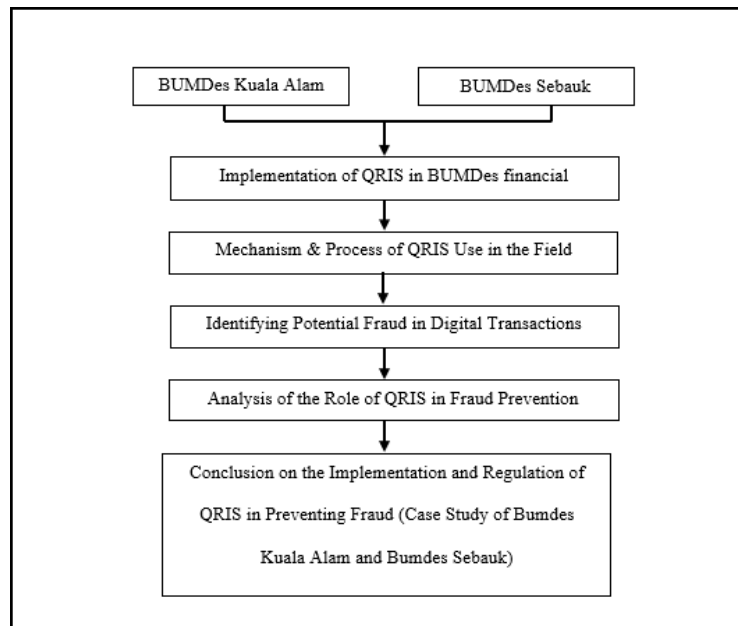 BUMDes Kuala Alam
BUMDes Sebauk
Implementation of QRIS in BUMDes financial
Mechanism & Process of QRIS Use in the Field
Identifying Potential Fraud in Digital Transactions
Analysis of the Role of QRIS in Fraud Prevention
Conclusion on the Implementation and Regulation of
QRIS in Preventing Fraud (Case Study of Bumdes
Kuala Alam and Bumdes Sebauk)